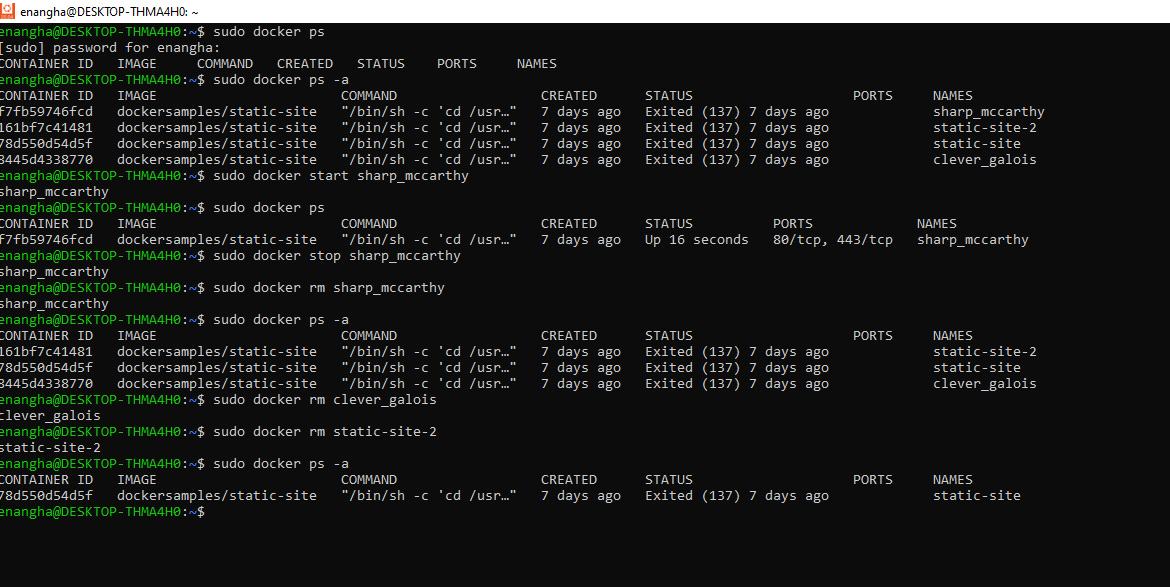 enangha@DESKTOP-THMA4H0: ~
enangha@DESKTOP-THMA4H0:~$ sudo docker ps
[sudo] password for enangha:
CONTAINER ID   IMAGE     COMMAND   CREATED   STATUS    PORTS     NAMES
enangha@DESKTOP-THMA4H0:~$ sudo docker ps -a
CONTAINER ID   IMAGE                       COMMAND                  CREATED      STATUS                    PORTS     NAMES
f7fb59746fcd   dockersamples/static-site   "/bin/sh -c 'cd /usr…"   7 days ago   Exited (137) 7 days ago             sharp_mccarthy
161bf7c41481   dockersamples/static-site   "/bin/sh -c 'cd /usr…"   7 days ago   Exited (137) 7 days ago             static-site-2
78d550d54d5f   dockersamples/static-site   "/bin/sh -c 'cd /usr…"   7 days ago   Exited (137) 7 days ago             static-site
8445d4338770   dockersamples/static-site   "/bin/sh -c 'cd /usr…"   7 days ago   Exited (137) 7 days ago             clever_galois
enangha@DESKTOP-THMA4H0:~$ sudo docker start sharp_mccarthy
sharp_mccarthy
enangha@DESKTOP-THMA4H0:~$ sudo docker ps
CONTAINER ID   IMAGE                       COMMAND                  CREATED      STATUS          PORTS             NAMES
f7fb59746fcd   dockersamples/static-site   "/bin/sh -c 'cd /usr…"   7 days ago   Up 16 seconds   80/tcp, 443/tcp   sharp_mccarthy
enangha@DESKTOP-THMA4H0:~$ sudo docker stop sharp_mccarthy
sharp_mccarthy
enangha@DESKTOP-THMA4H0:~$ sudo docker rm sharp_mccarthy
sharp_mccarthy
enangha@DESKTOP-THMA4H0:~$ sudo docker ps -a
CONTAINER ID   IMAGE                       COMMAND                  CREATED      STATUS                    PORTS     NAMES
161bf7c41481   dockersamples/static-site   "/bin/sh -c 'cd /usr…"   7 days ago   Exited (137) 7 days ago             static-site-2
78d550d54d5f   dockersamples/static-site   "/bin/sh -c 'cd /usr…"   7 days ago   Exited (137) 7 days ago             static-site
8445d4338770   dockersamples/static-site   "/bin/sh -c 'cd /usr…"   7 days ago   Exited (137) 7 days ago             clever_galois
enangha@DESKTOP-THMA4H0:~$ sudo docker rm clever_galois
clever_galois
enangha@DESKTOP-THMA4H0:~$ sudo docker rm static-site-2
static-site-2
enangha@DESKTOP-THMA4H0:~$ sudo docker ps -a
CONTAINER ID   IMAGE                       COMMAND                  CREATED      STATUS                    PORTS     NAMES
78d550d54d5f   dockersamples/static-site   "/bin/sh -c 'cd /usr…"   7 days ago   Exited (137) 7 days ago             static-site
enangha@DESKTOP-THMA4H0:~$